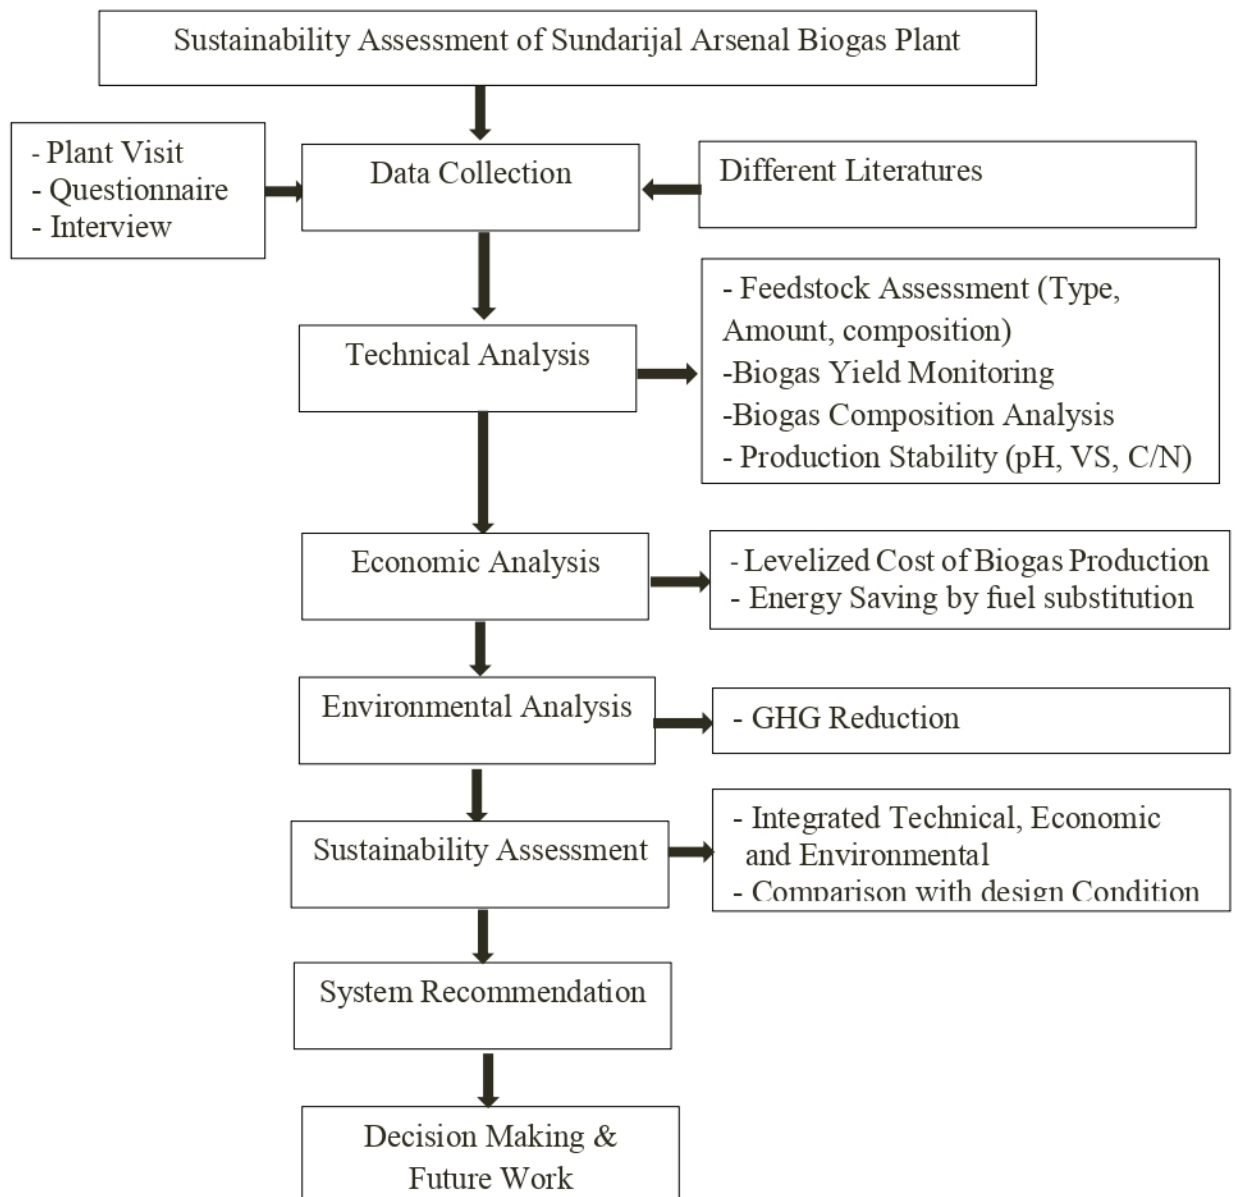 Sustainability Assessment of Sundarijal Arsenal Biogas Plant
- Plant Visit
- Questionnaire
- Interview
Data Collection
Different Literatures
Technical Analysis
- Feedstock Assessment (Type,
Amount, composition)
-Biogas Yield Monitoring
-Biogas Composition Analysis
- Production Stability (pH, VS, C/N)
Economic Analysis
- Levelized Cost of Biogas Production
- Energy Saving by fuel substitution
Environmental Analysis
- GHG Reduction
Sustainability Assessment
- Integrated Technical, Economic
and Environmental
- Comparison with design Condition
System Recommendation
Decision Making &
Future Work